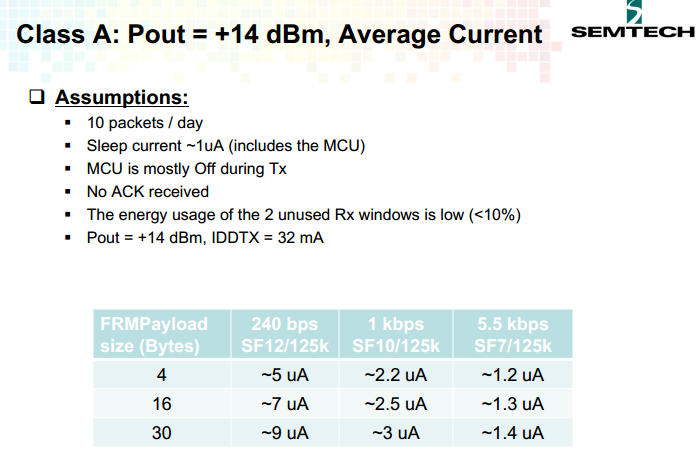 Class A: Pout = +14 dBm, Average Current
SEMTECH
Assumptions:
10 packets / day
Sleep current ~1uA (includes the MCU)
MCU is mostly Off during Tx
No ACK received
The energy usage of the 2 unused Rx windows is low (<10%)
Pout = +14 dBm, IDDTX = 32 mA
FRMPayload size (Bytes) 240 bps SF12/125k 1 kbps SF10/125k 5.5 kbps SF7/125k
4 ~5 uA ~2.2 uA ~1.2 uA
16 ~7 uA ~2.5 uA ~1.3 uA
30 ~9 uA ~3 uA ~1.4 uA